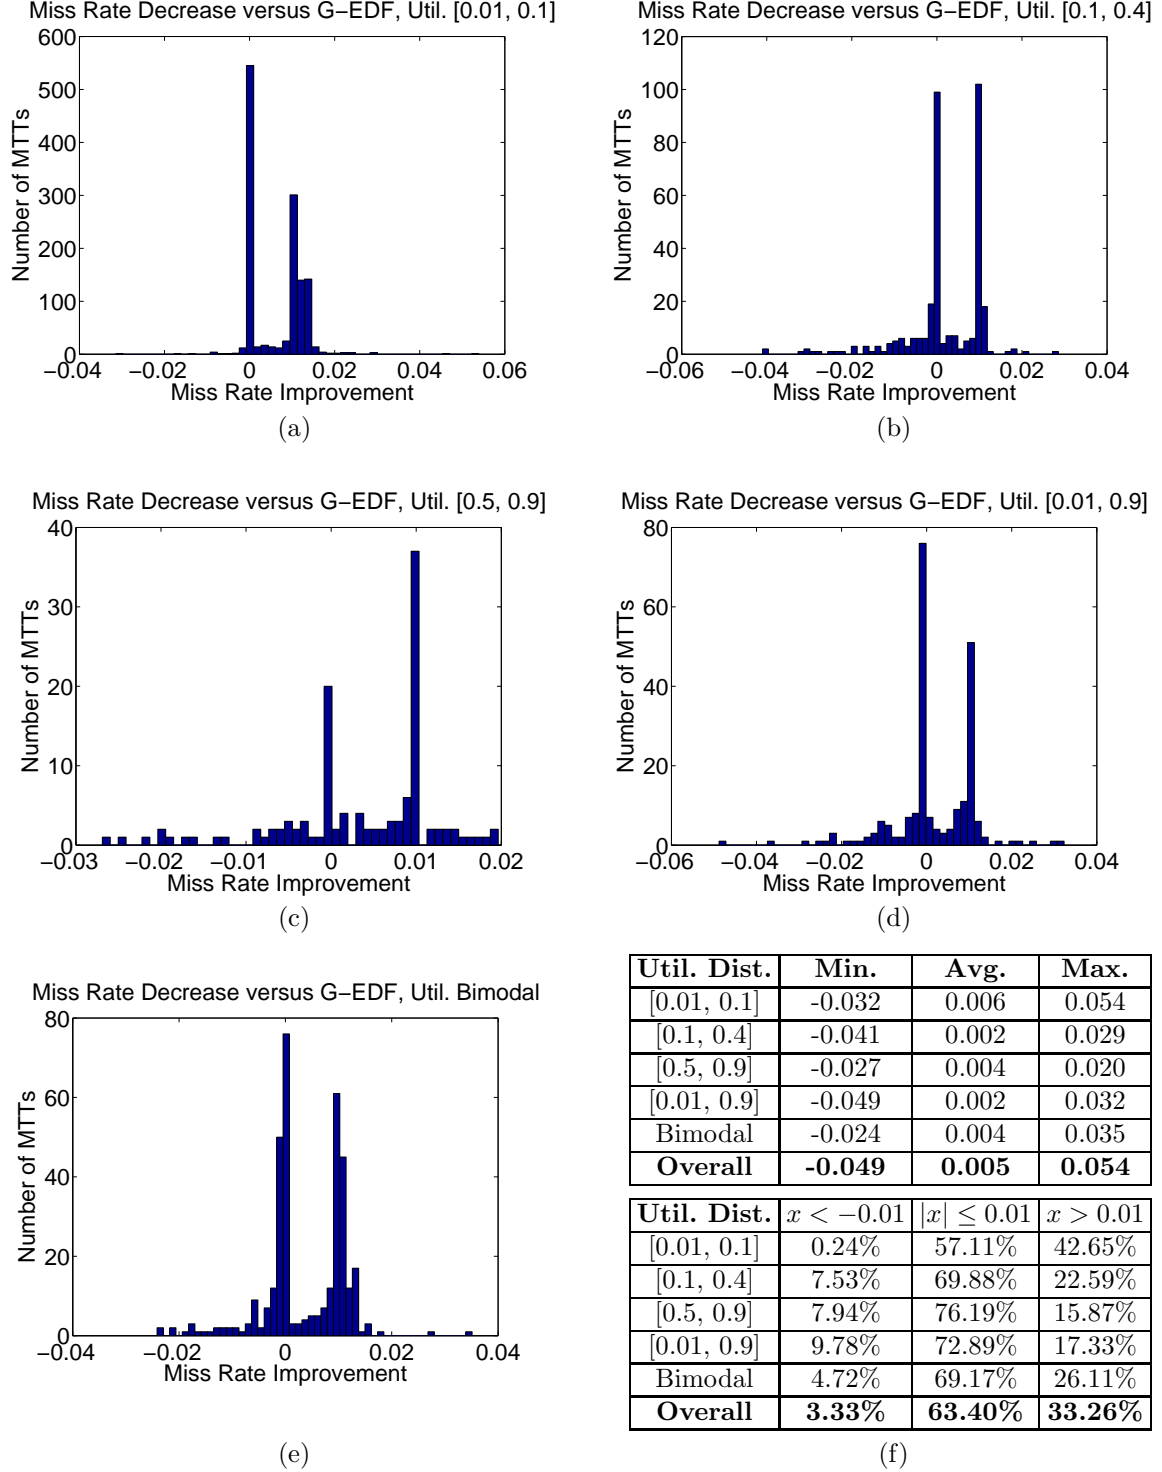 Miss Rate Decrease versus G−EDF, Util. [0.01, 0.1]
600
500
400
300
200
100
0
Number of MTTs
−0.04 −0.02 0 0.02 0.04 0.06
Miss Rate Improvement
(a)
Miss Rate Decrease versus G−EDF, Util. [0.1, 0.4]
120
100
80
60
40
20
0
Number of MTTs
−0.06 −0.04 −0.02 0 0.02 0.04
Miss Rate Improvement
(b)
Miss Rate Decrease versus G−EDF, Util. [0.5, 0.9]
40
30
20
10
0
Number of MTTs
−0.03 −0.02 −0.01 0 0.01 0.02
Miss Rate Improvement
(c)
Miss Rate Decrease versus G−EDF, Util. [0.01, 0.9]
80
60
40
20
0
Number of MTTs
−0.06 −0.04 −0.02 0 0.02 0.04
Miss Rate Improvement
(d)
Miss Rate Decrease versus G−EDF, Util. Bimodal
80
60
40
20
0
Number of MTTs
−0.04 −0.02 0 0.02 0.04
Miss Rate Improvement
(e)
Util. Dist. Min. Avg. Max.
[0.01, 0.1] -0.032 0.006 0.054
[0.1, 0.4] -0.041 0.002 0.029
[0.5, 0.9] -0.027 0.004 0.020
[0.01, 0.9] -0.049 0.002 0.032
Bimodal -0.024 0.004 0.035
Overall -0.049 0.005 0.054
Util. Dist. x < −0.01 |x| ≤ 0.01 x > 0.01
[0.01, 0.1] 0.24% 57.11% 42.65%
[0.1, 0.4] 7.53% 69.88% 22.59%
[0.5, 0.9] 7.94% 76.19% 15.87%
[0.01, 0.9] 9.78% 72.89% 17.33%
Bimodal 4.72% 69.17% 26.11%
Overall 3.33% 63.40% 33.26%
(f)